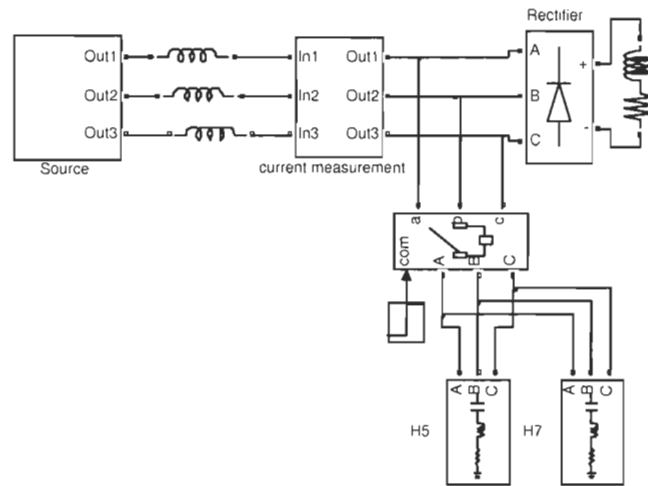 Rectifier
Out1 In1 Out1 A +
Out2 In2 Out2 B
Out3 In3 Out3 C -
Source
current measurement
a b c
com
A B C
A B C
A B C
H5 H7